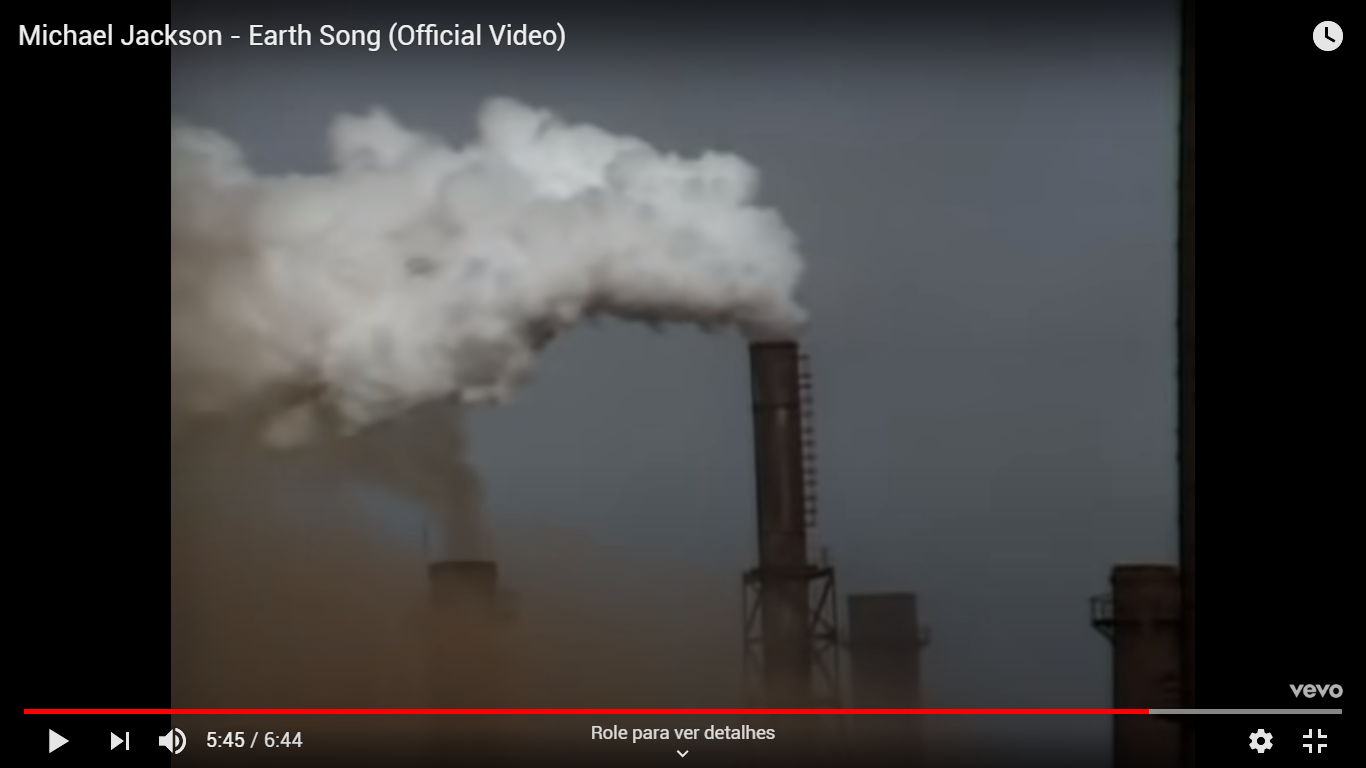 Michael Jackson - Earth Song (Official Video)
vevo
5:45 / 6:44
Role para ver detalhes